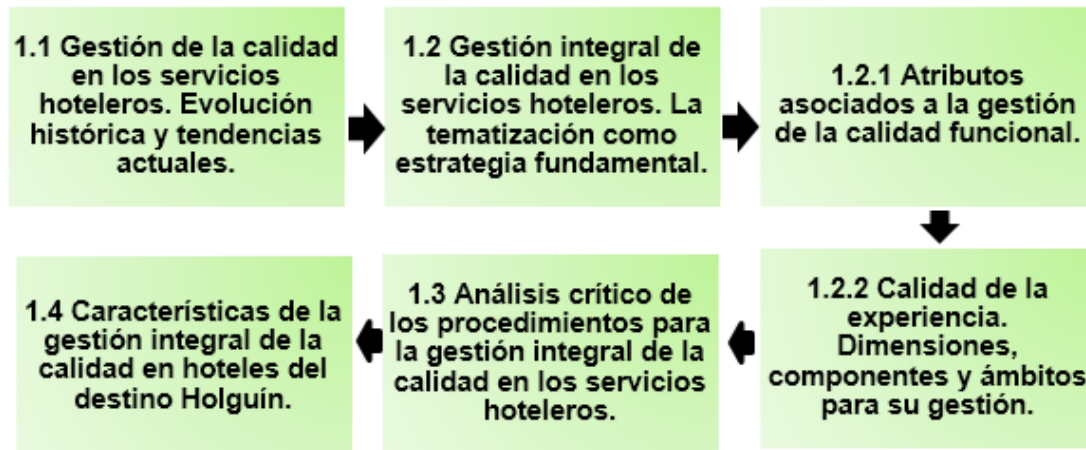 1.1 Gestión de la calidad
en los servicios
hoteleros. Evolución
histórica y tendencias
actuales.
1.2 Gestión integral de
la calidad en los
servicios hoteleros. La
tematización como
estrategia fundamental.
1.2.1 Atributos
asociados a la gestión
de la calidad funcional.
1.2.2 Calidad de la
experiencia.
Dimensiones,
componentes y ámbitos
para su gestión.
1.3 Análisis crítico de
los procedimientos para
la gestión integral de la
calidad en los servicios
hoteleros.
1.4 Características de la
gestión integral de la
calidad en hoteles del
destino Holguín.